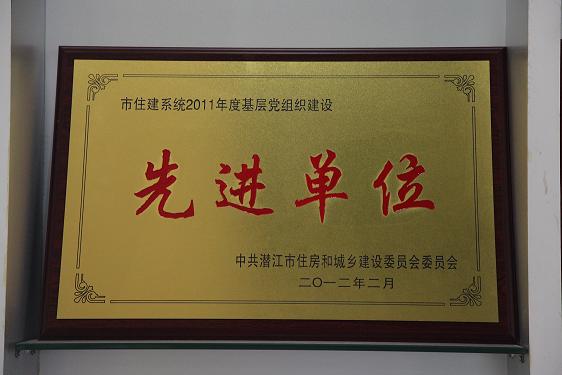 市住建系统2011年度基层党组织建设
先进单位
中共潜江市住房和城乡建设委员会委员会
二〇一二年二月